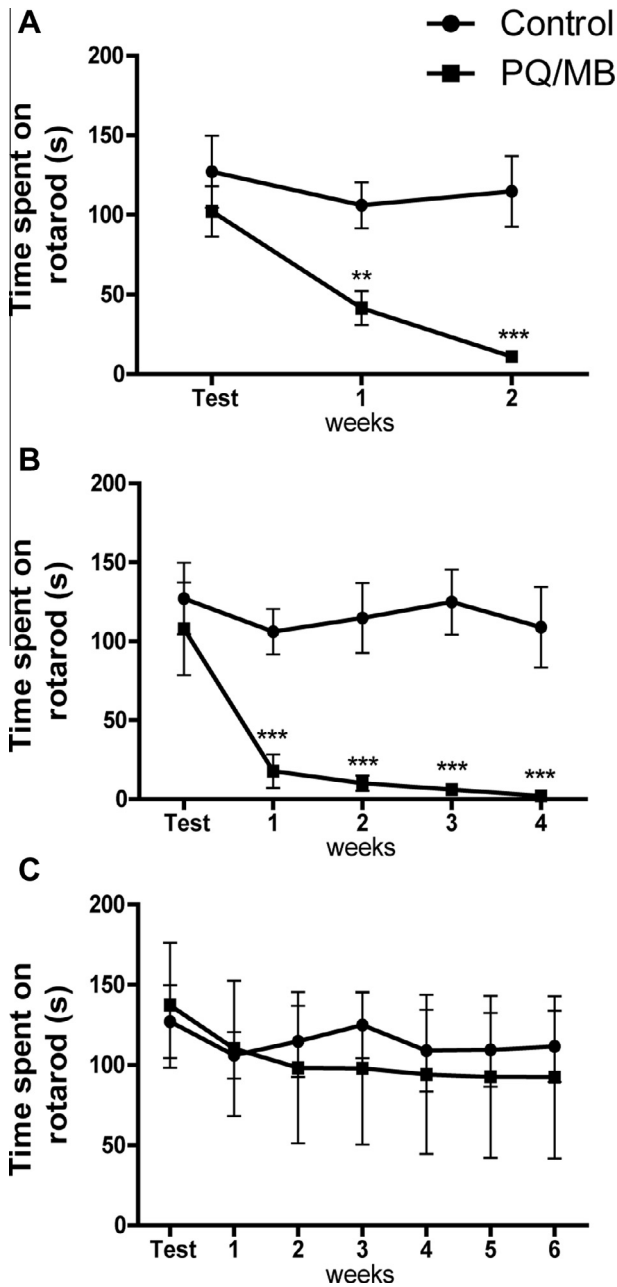 A
Control
PQ/MB
Time spent on
rotarod (s)
200
150
100
50
0
**
***
Test 1 2
weeks
B
Time spent on
rotarod (s)
200
150
100
50
0
*** *** *** ***
Test 1 2 3 4
weeks
C
Time spent on
rotarod (s)
200
150
100
50
0
Test 1 2 3 4 5 6
weeks